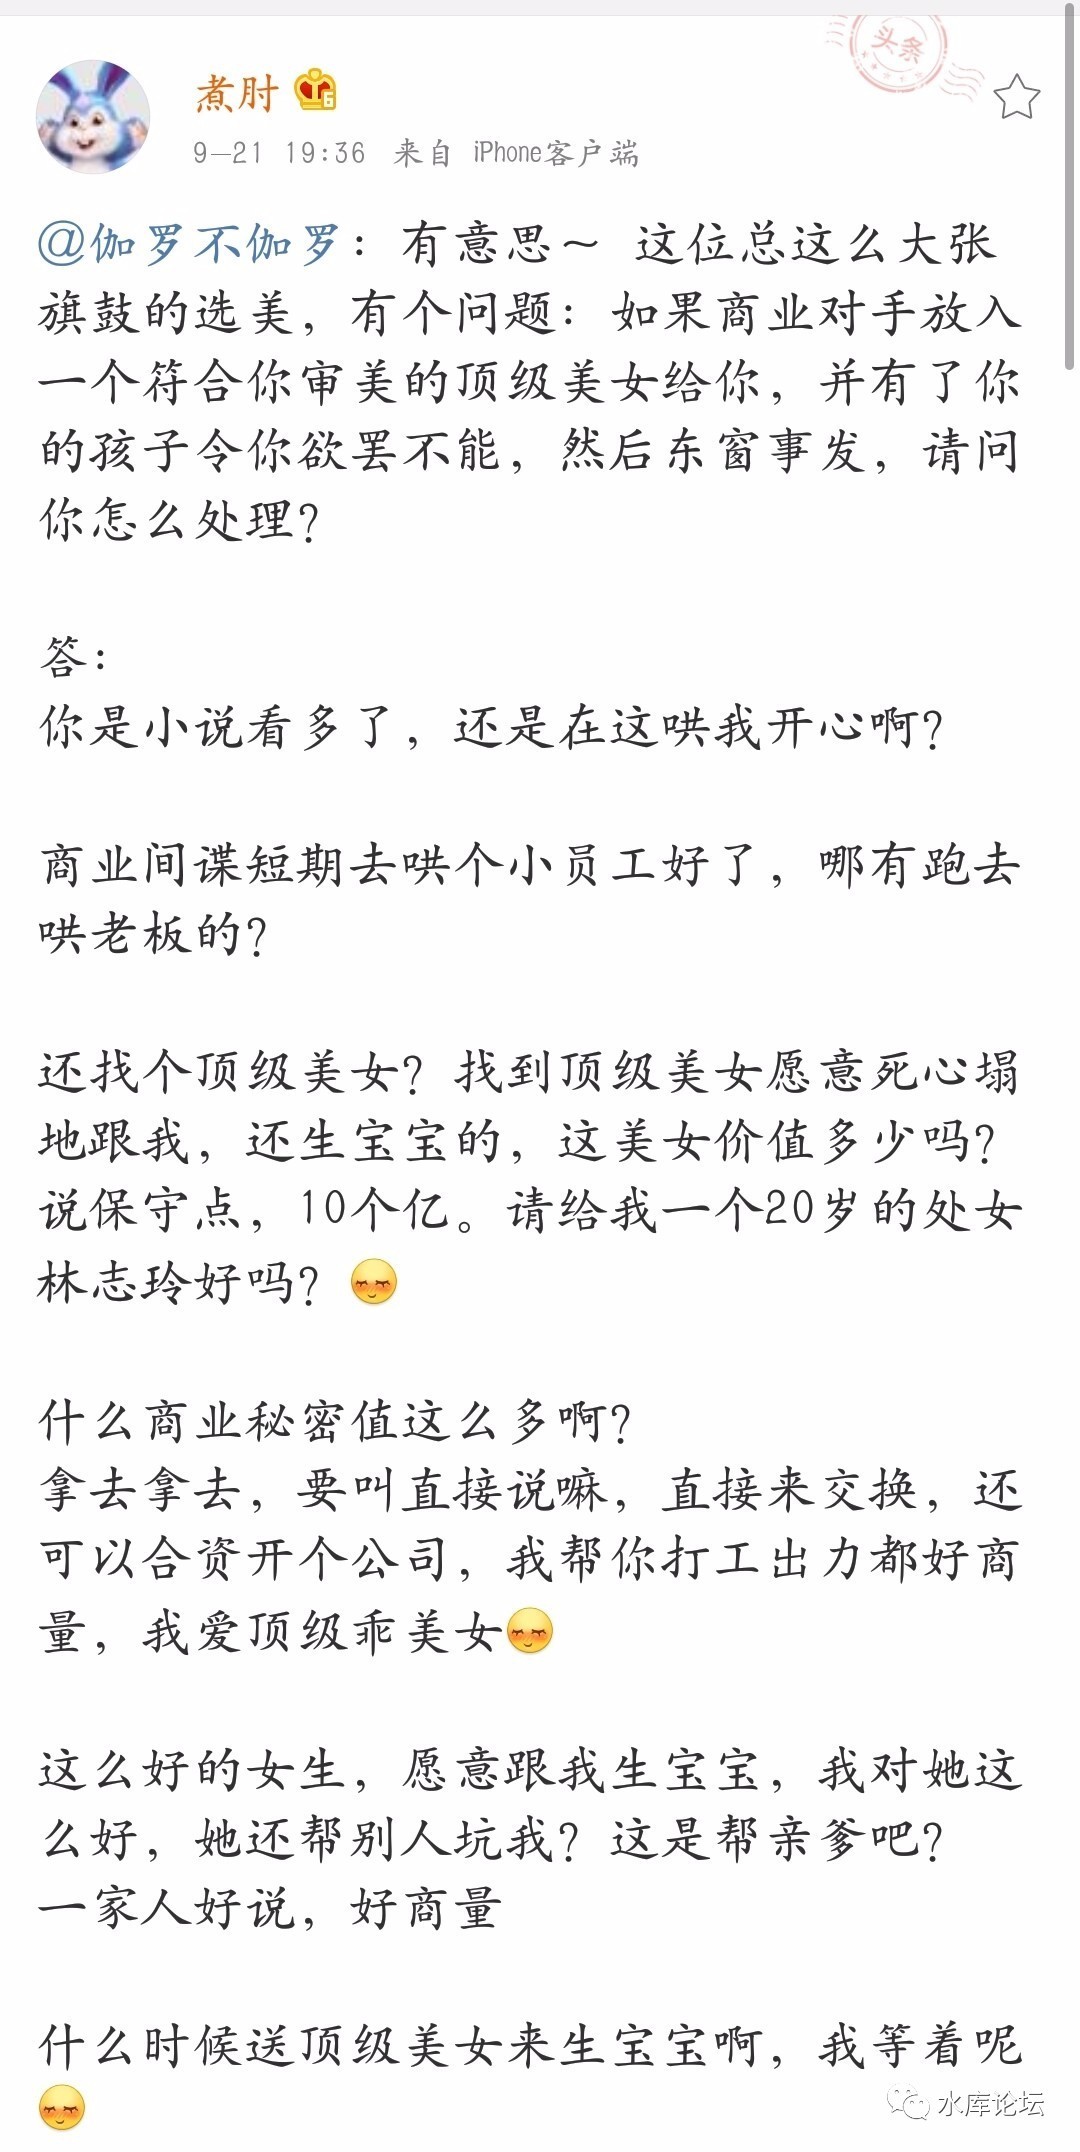 头条
煮肘
6
9-21 19:36 来自 iPhone客户端
@伽罗不伽罗：有意思～ 这位总这么大张
旗鼓的选美，有个问题：如果商业对手放入
一个符合你审美的顶级美女给你，并有了你
的孩子令你欲罢不能，然后东窗事发，请问
你怎么处理？
答：
你是小说看多了，还是在这哄我开心啊？
商业间谍短期去哄个小员工好了，哪有跑去
哄老板的？
还找个顶级美女？找到顶级美女愿意死心塌
地跟我，还生宝宝的，这美女价值多少吗？
说保守点，10个亿。请给我一个20岁的处女
林志玲好吗？
什么商业秘密值这么多啊？
拿去拿去，要叫直接说嘛，直接来交换，还
可以合资开个公司，我帮你打工出力都好商
量，我爱顶级乖美女
这么好的女生，愿意跟我生宝宝，我对她这
么好，她还帮别人坑我？这是帮亲爹吧？
一家人好说，好商量
什么时候送顶级美女来生宝宝啊，我等着呢
水库论坛